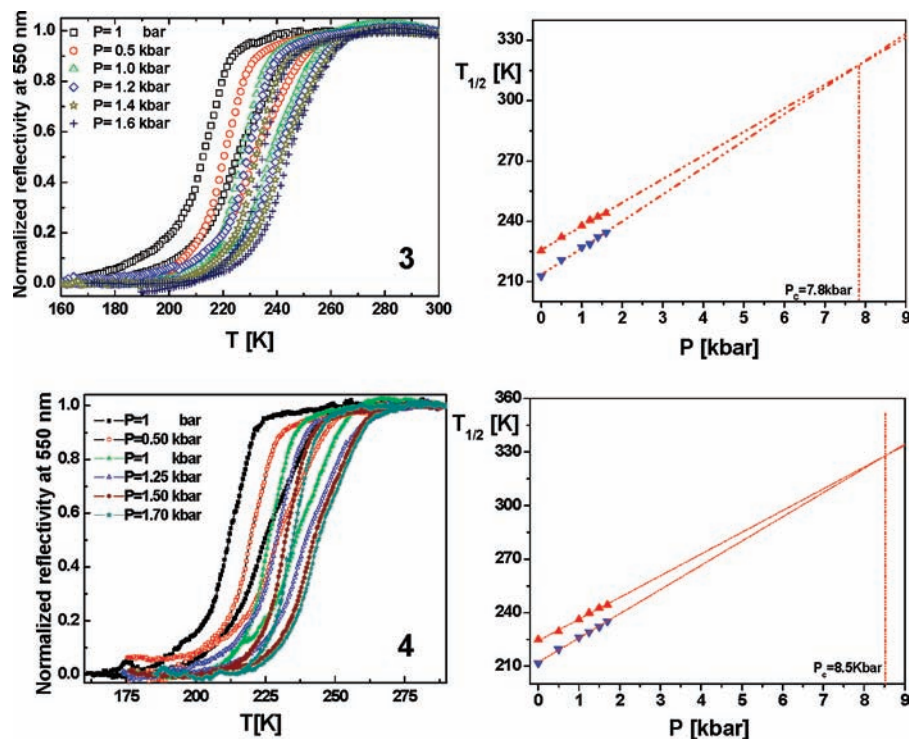 Normalized reflectivity at 550 nm
1.0
0.8
0.6
0.4
0.2
0.0
P= 1 bar
P= 0.5 kbar
P= 1.0 kbar
P= 1.2 kbar
P= 1.4 kbar
P= 1.6 kbar
3
160 180 200 220 240 260 280 300
T [K]
T1/2 [K]
330
300
270
240
210
Pc=7.8kbar
0 1 2 3 4 5 6 7 8 9
P [kbar]
Normalized reflectivity at 550 nm
1.0
0.8
0.6
0.4
0.2
0.0
P=1 bar
P=0.50 kbar
P=1 kbar
P=1.25 kbar
P=1.50 kbar
P=1.70 kbar
4
175 200 225 250 275
T[K]
T1/2 [K]
360
330
300
270
240
210
Pc=8.5Kbar
0 1 2 3 4 5 6 7 8 9
P [kbar]